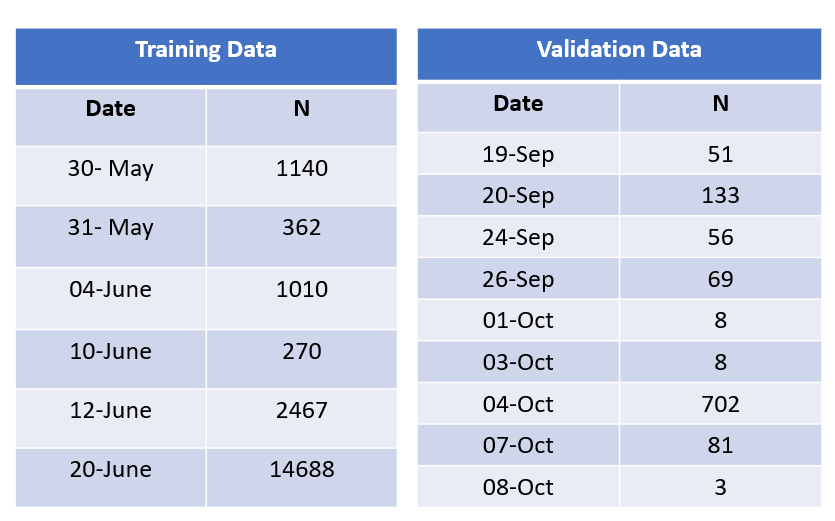 Training Data
Date N
30- May 1140
31- May 362
04-June 1010
10-June 270
12-June 2467
20-June 14688
Validation Data
Date N
19-Sep 51
20-Sep 133
24-Sep 56
26-Sep 69
01-Oct 8
03-Oct 8
04-Oct 702
07-Oct 81
08-Oct 3